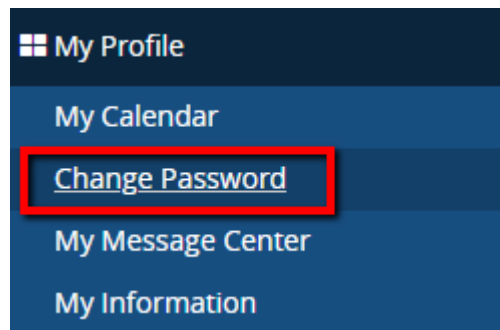 My Profile
My Calendar
Change Password
My Message Center
My Information